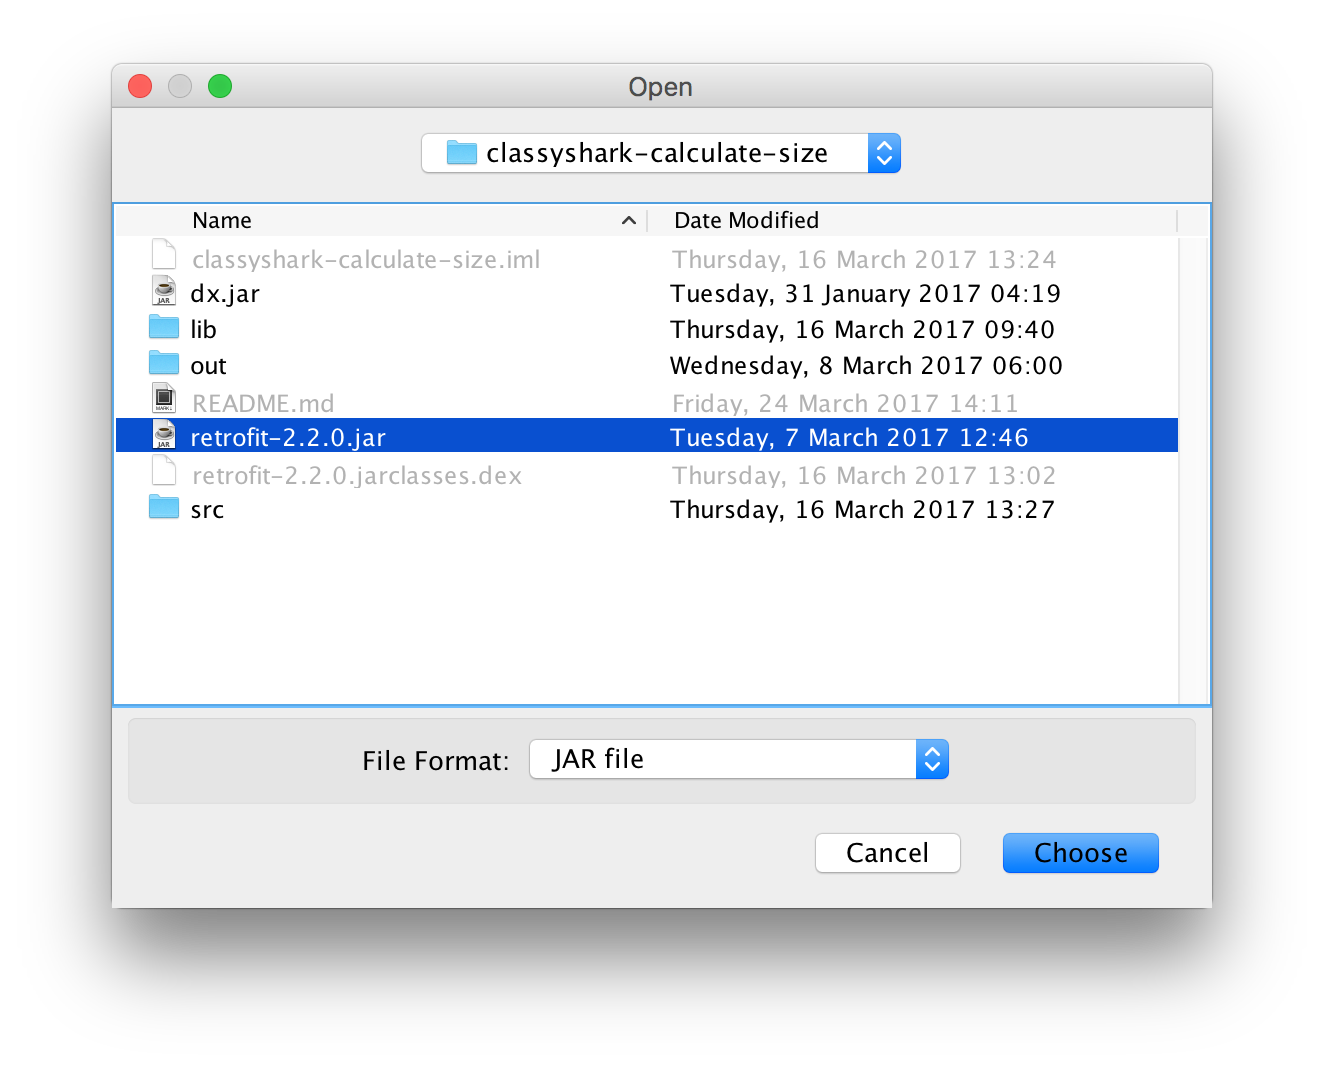 Open
classyshark-calculate-size
Name Date Modified
classyshark-calculate-size.iml Thursday, 16 March 2017 13:24
JAR dx.jar Tuesday, 31 January 2017 04:19
lib Thursday, 16 March 2017 09:40
out Wednesday, 8 March 2017 06:00
README.md Friday, 24 March 2017 14:11
JAR retrofit-2.2.0.jar Tuesday, 7 March 2017 12:46
retrofit-2.2.0.jarclasses.dex Thursday, 16 March 2017 13:02
src Thursday, 16 March 2017 13:27
File Format: JAR file
Cancel Choose